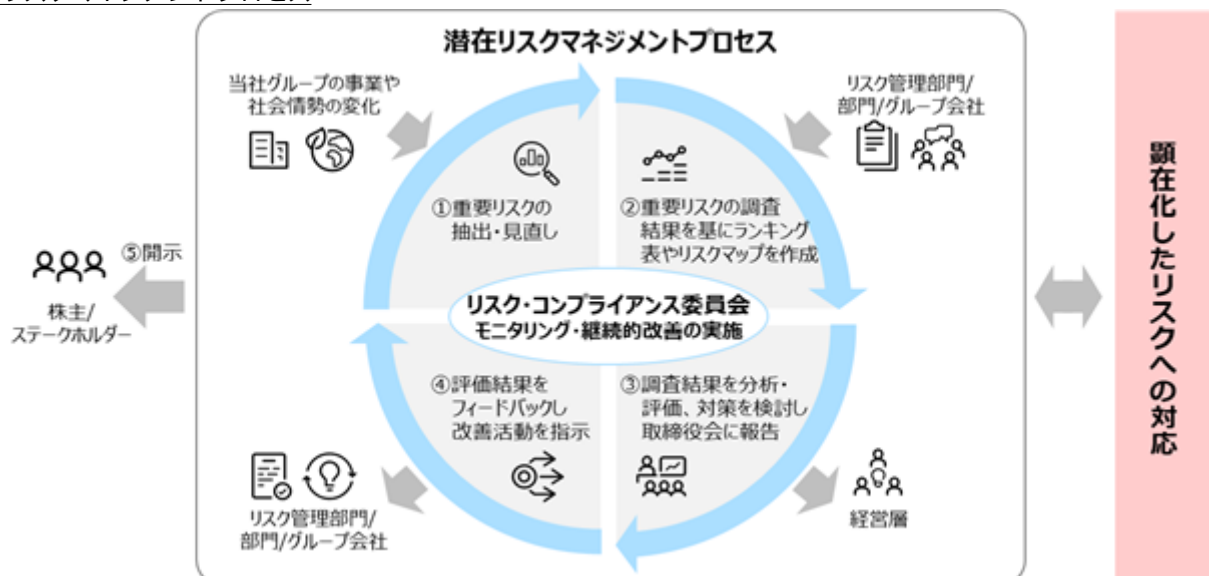 潜在リスクマネジメントプロセス
当社グループの事業や
社会情勢の変化
リスク管理部門/
部門/グループ会社
①重要リスクの
抽出・見直し
②重要リスクの調査
結果を基にランキング
表やリスクマップを作成
⑤開示
株主/
ステークホルダー
リスク・コンプライアンス委員会
モニタリング・継続的改善の実施
④評価結果を
フィードバックし
改善活動を指示
③調査結果を分析・
評価、対策を検討し
取締役会に報告
リスク管理部門/
部門/グループ会社
経営層
顕在化したリスクへの対応